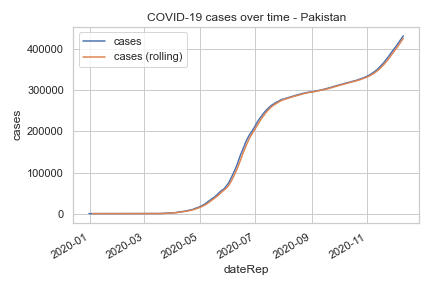 COVID-19 cases over time - Pakistan
cases
cases (rolling)
400000
300000
200000
100000
0
cases
2020-01
2020-03
2020-05
2020-07
2020-09
2020-11
dateRep